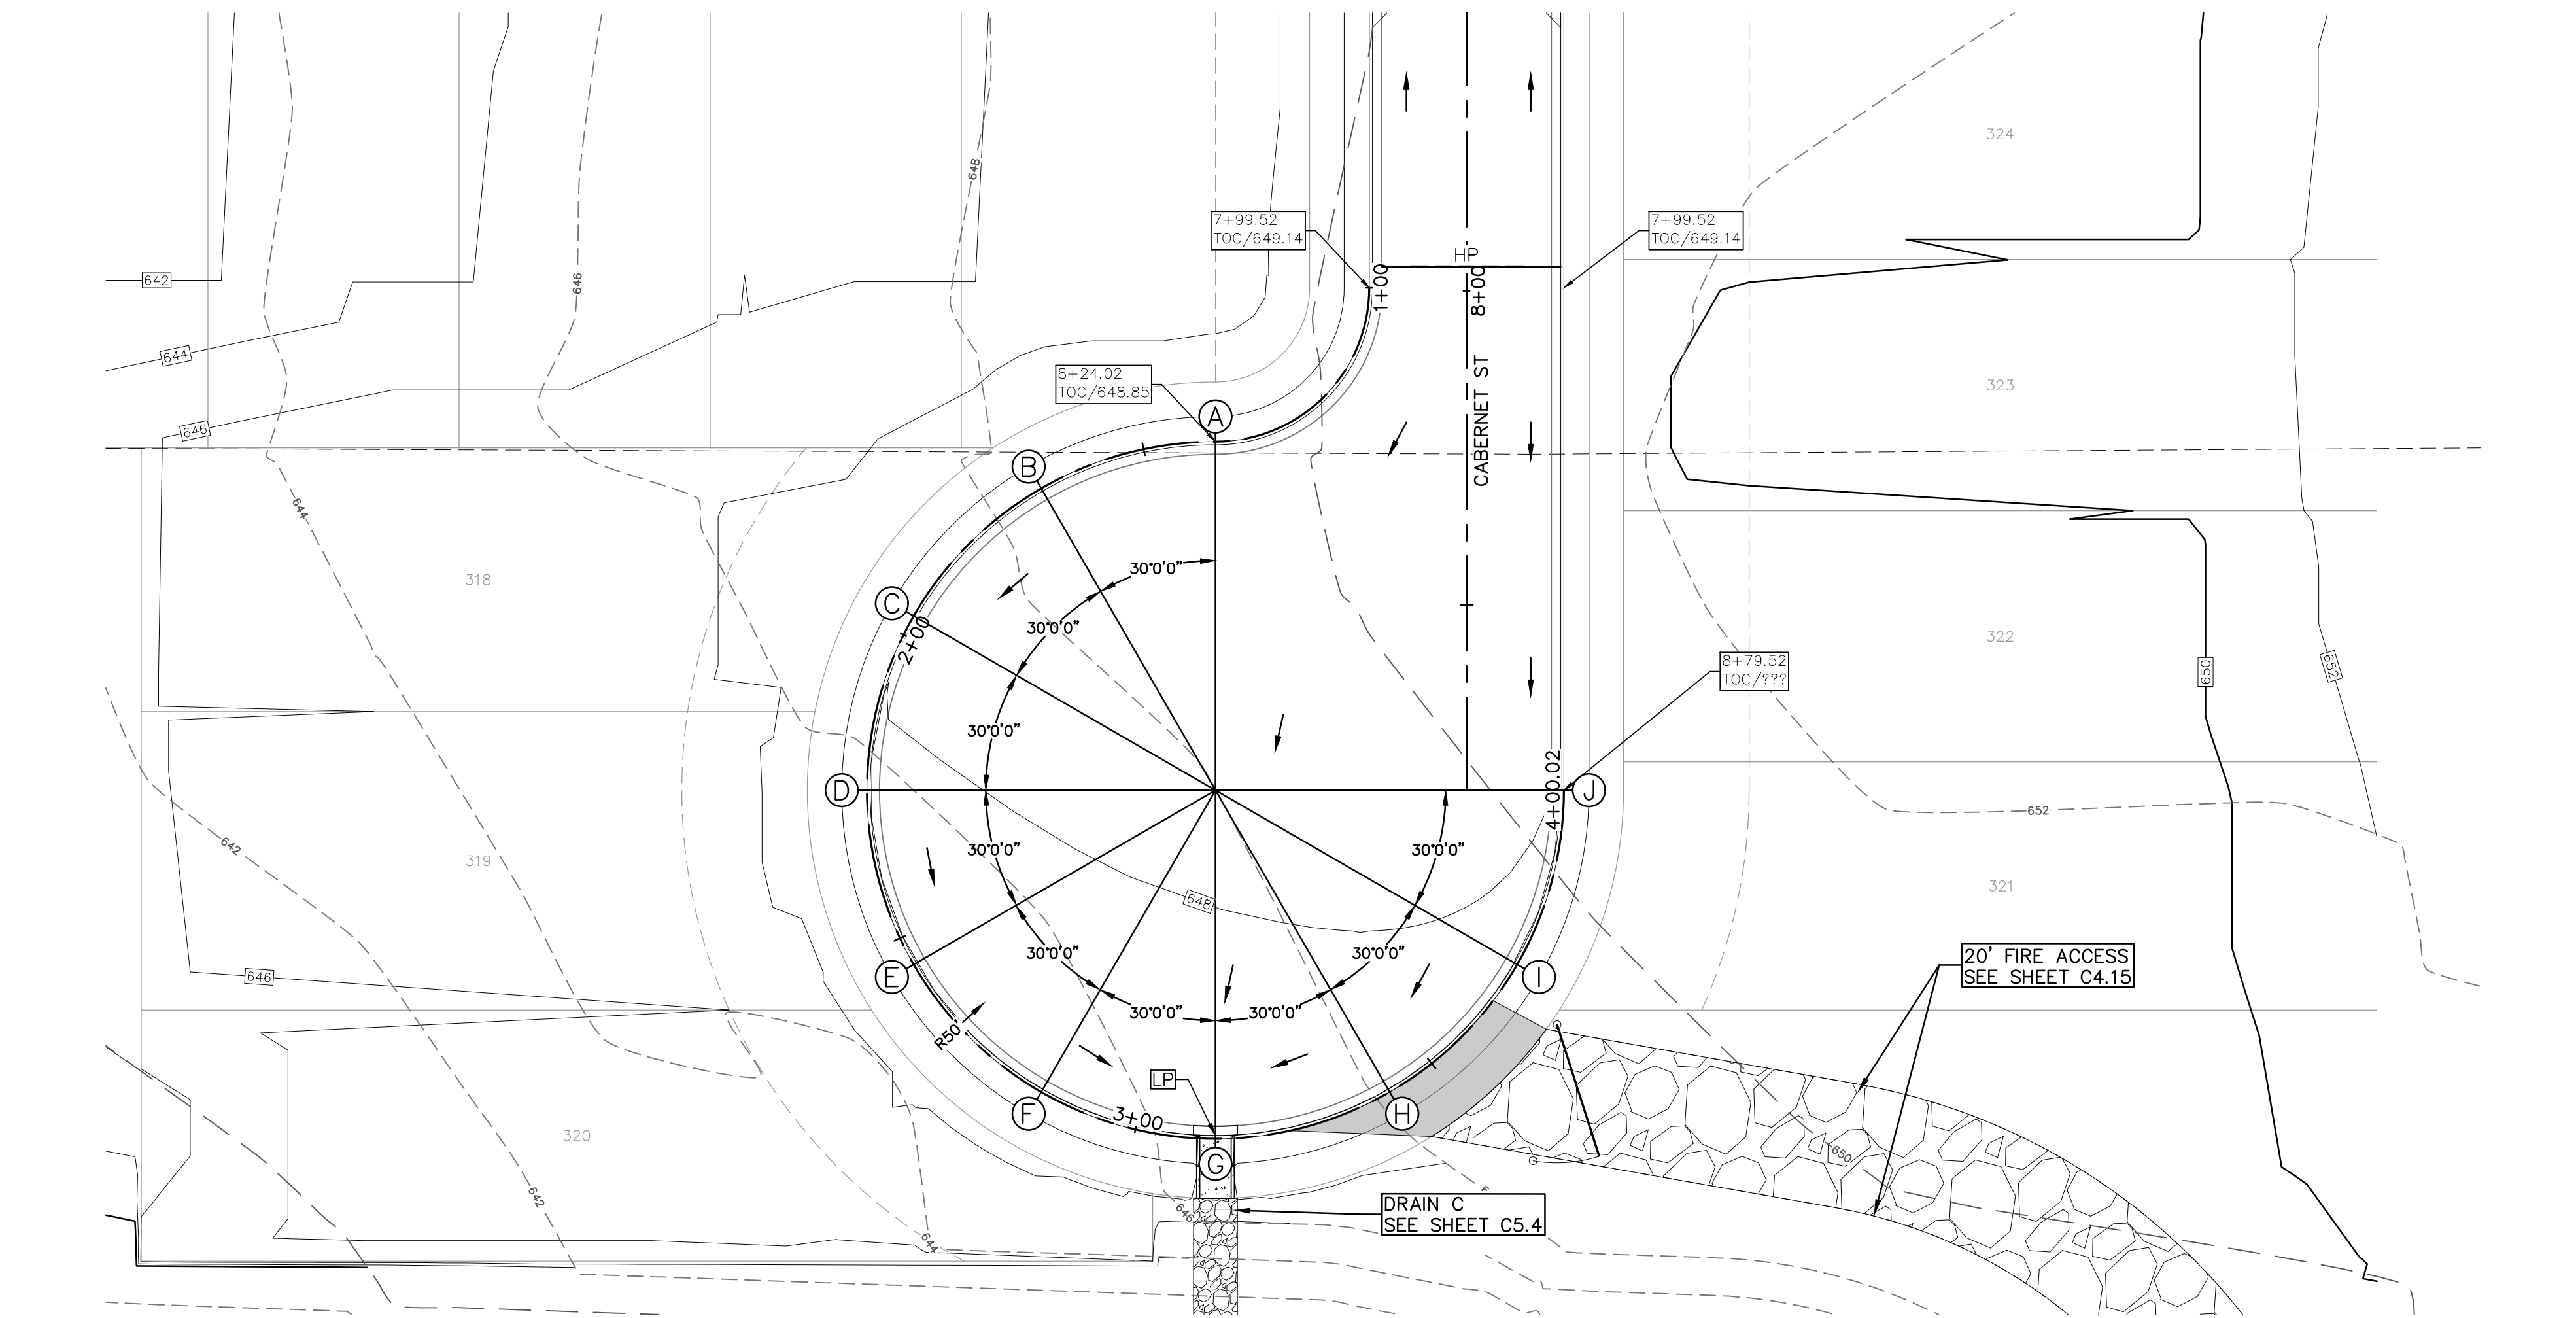 324
648
7+99.52
TOC/649.14
7+99.52
TOC/649.14
HP
642
646
1+00
8+00
644
CABERNET ST
8+24.02
TOC/648.85
323
A
646
B
644
30°0'0"
318
C
30°0'0"
2+00
322
650
652
8+79.52
TOC/???
30°0'0"
D
J
4+00.02
652
642
30°0'0"
30°0'0"
319
321
648
30°0'0"
30°0'0"
20' FIRE ACCESS
SEE SHEET C4.15
646
E
I
30°0'0"
30°0'0"
R50'
LP
F
3+00
H
320
650
G
642
DRAIN C
SEE SHEET C5.4
646
644